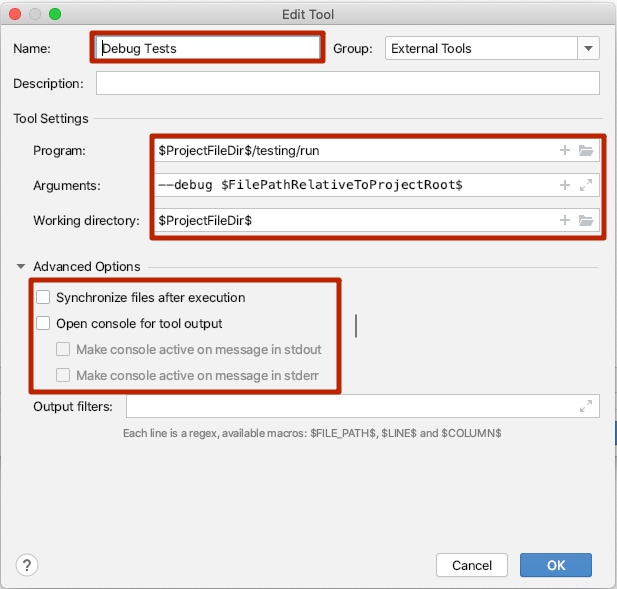 Edit Tool
Name: Debug Tests Group: External Tools
Description:
Tool Settings
Program: $ProjectFileDir$/testing/run
Arguments: --debug $FilePathRelativeToProjectRoot$
Working directory: $ProjectFileDir$
Advanced Options
Synchronize files after execution
Open console for tool output
Make console active on message in stdout
Make console active on message in stderr
Output filters:
Each line is a regex, available macros: $FILE_PATH$, $LINE$ and $COLUMN$
? Cancel OK